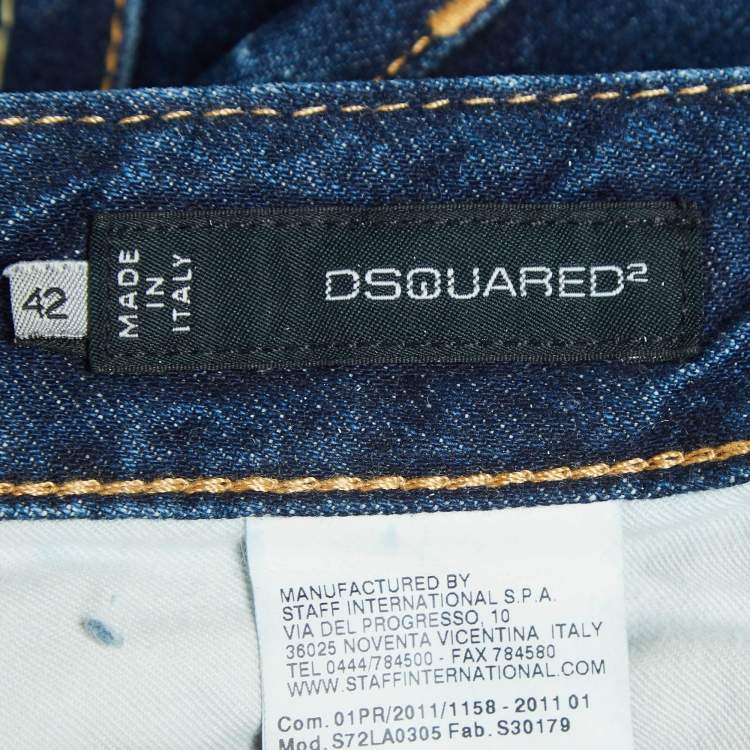 42
MADE
IN
ITALY
DSQUARED²
MANUFACTURED BY
STAFF INTERNATIONAL S.P.A.
VIA DEL PROGRESSO, 10
36025 NOVENTA VICENTINA ITALY
TEL 0444/784500 - FAX 784580
WWW.STAFFINTERNATIONAL.COM
Com. 01PR/2011/1158 - 2011 01
Mod. S72LA0305 Fab. S30179